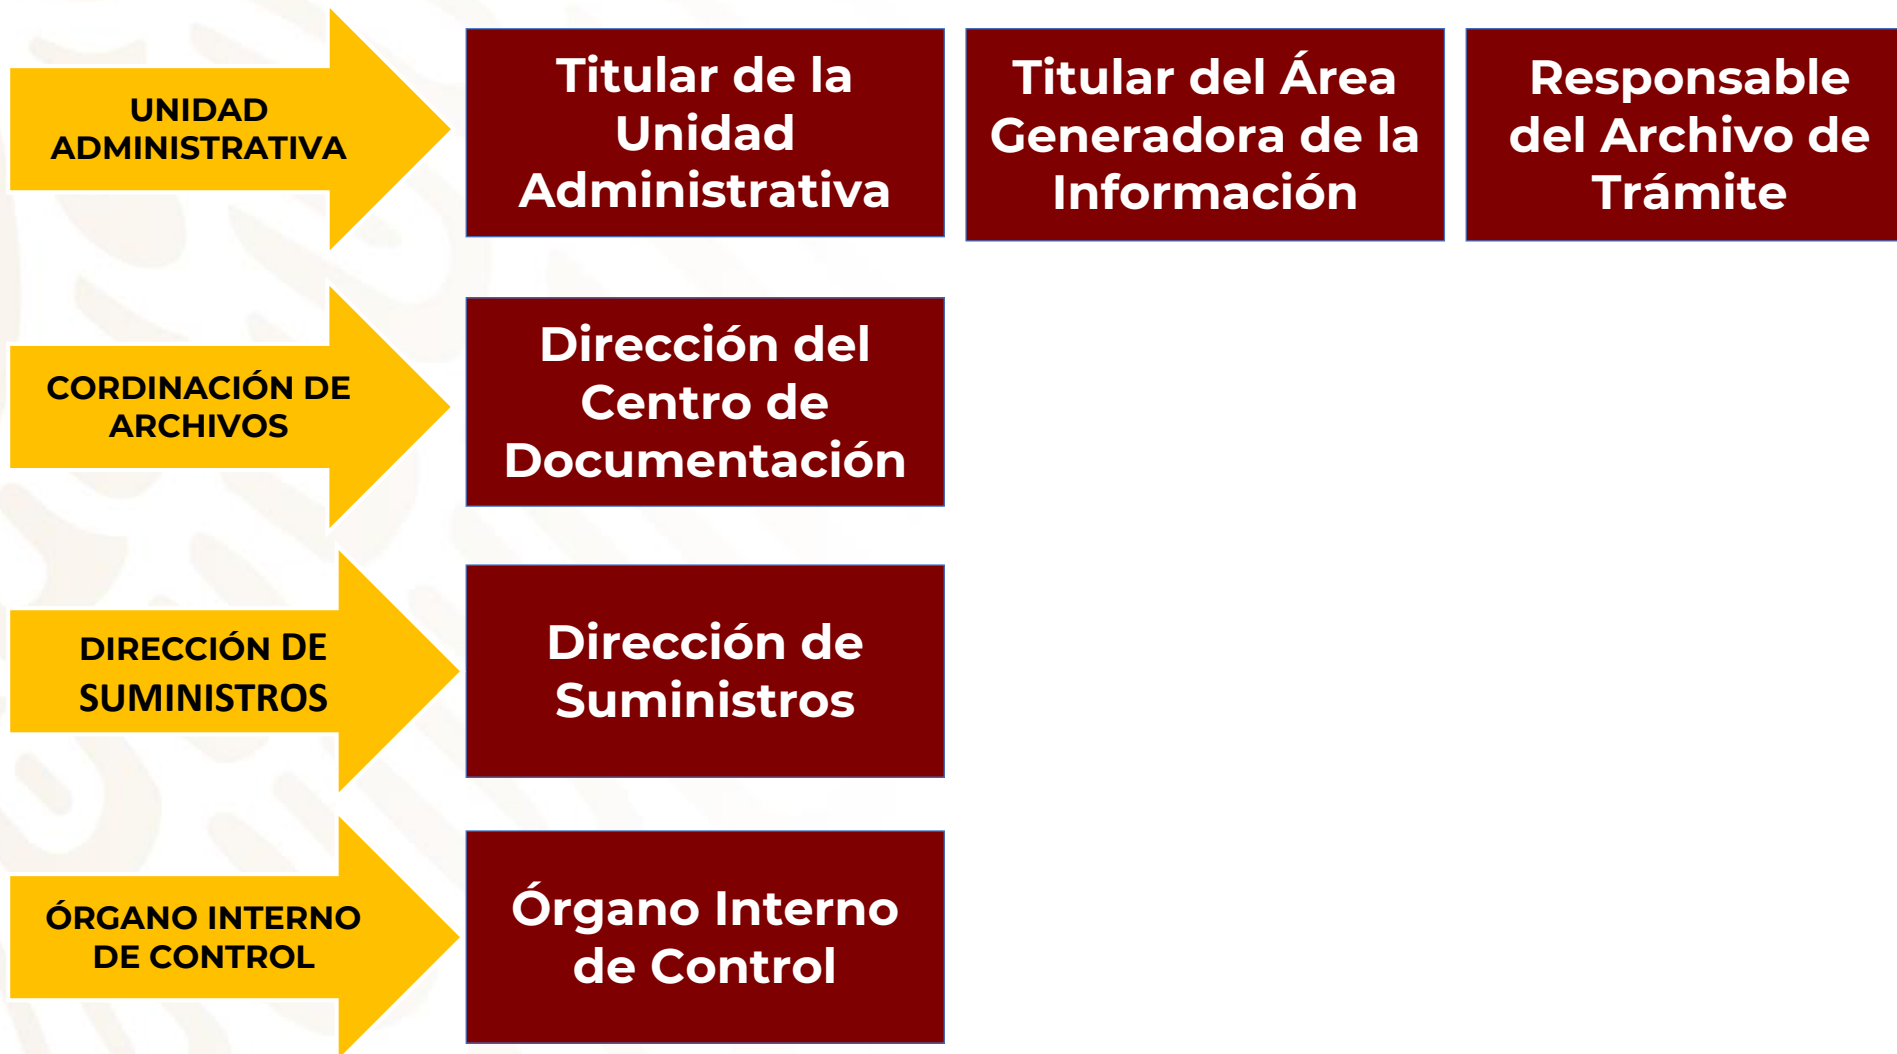 UNIDAD
ADMINISTRATIVA
Titular de la
Unidad
Administrativa
Titular del Área
Generadora de la
Información
Responsable
del Archivo de
Trámite
CORDINACIÓN DE
ARCHIVOS
Dirección del
Centro de
Documentación
DIRECCIÓN DE
SUMINISTROS
Dirección de
Suministros
ÓRGANO INTERNO
DE CONTROL
Órgano Interno
de Control